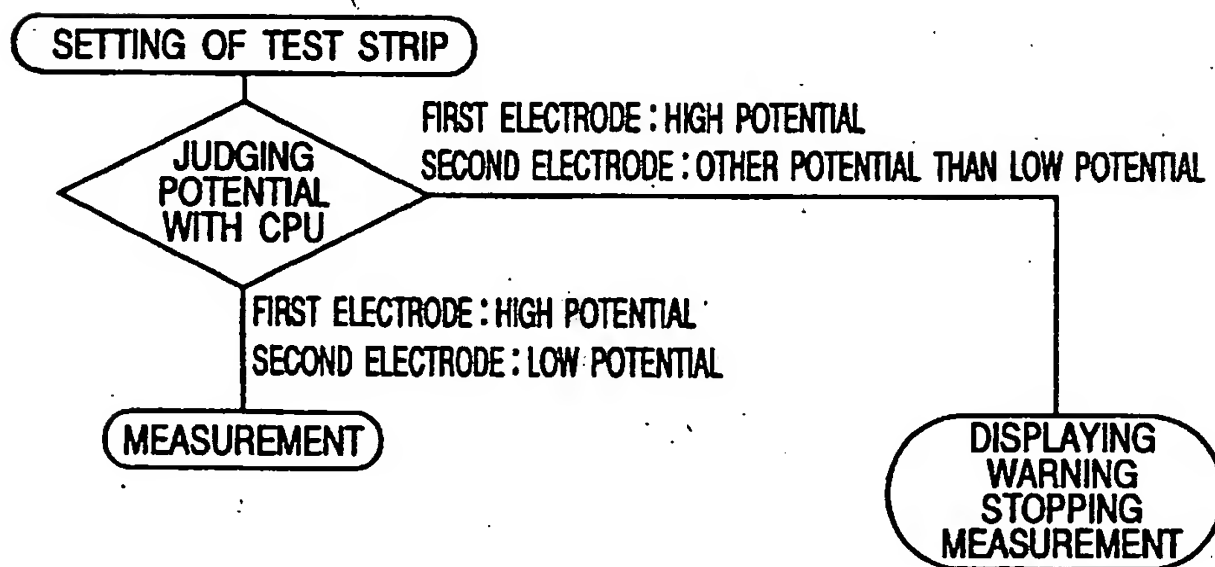 SETTING OF TEST STRIP
FIRST ELECTRODE : HIGH POTENTIAL
SECOND ELECTRODE : OTHER POTENTIAL THAN LOW POTENTIAL
JUDGING
POTENTIAL
WITH CPU
FIRST ELECTRODE : HIGH POTENTIAL
SECOND ELECTRODE : LOW POTENTIAL
MEASUREMENT
DISPLAYING
WARNING
STOPPING
MEASUREMENT